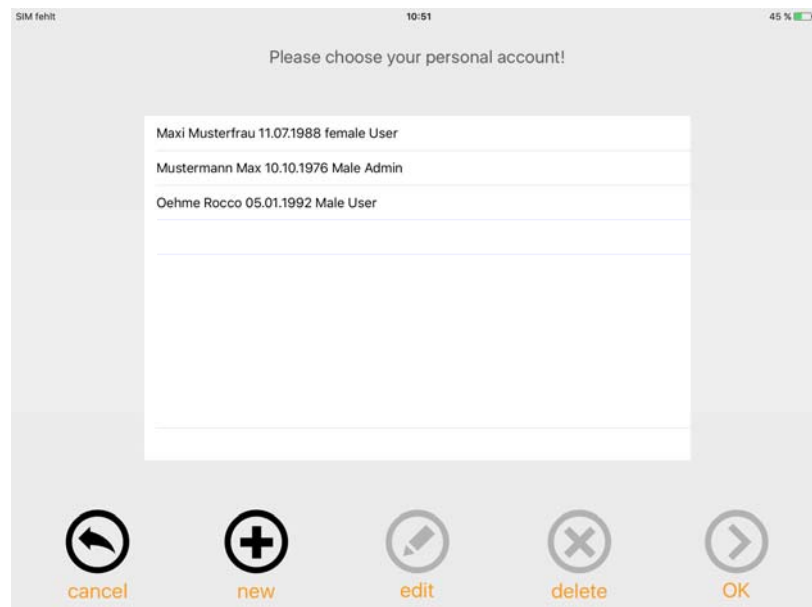 SIM fehlt 10:51 45 %
Please choose your personal account!
Maxi Musterfrau 11.07.1988 female User
Mustermann Max 10.10.1976 Male Admin
Oehme Rocco 05.01.1992 Male User
cancel new edit delete OK